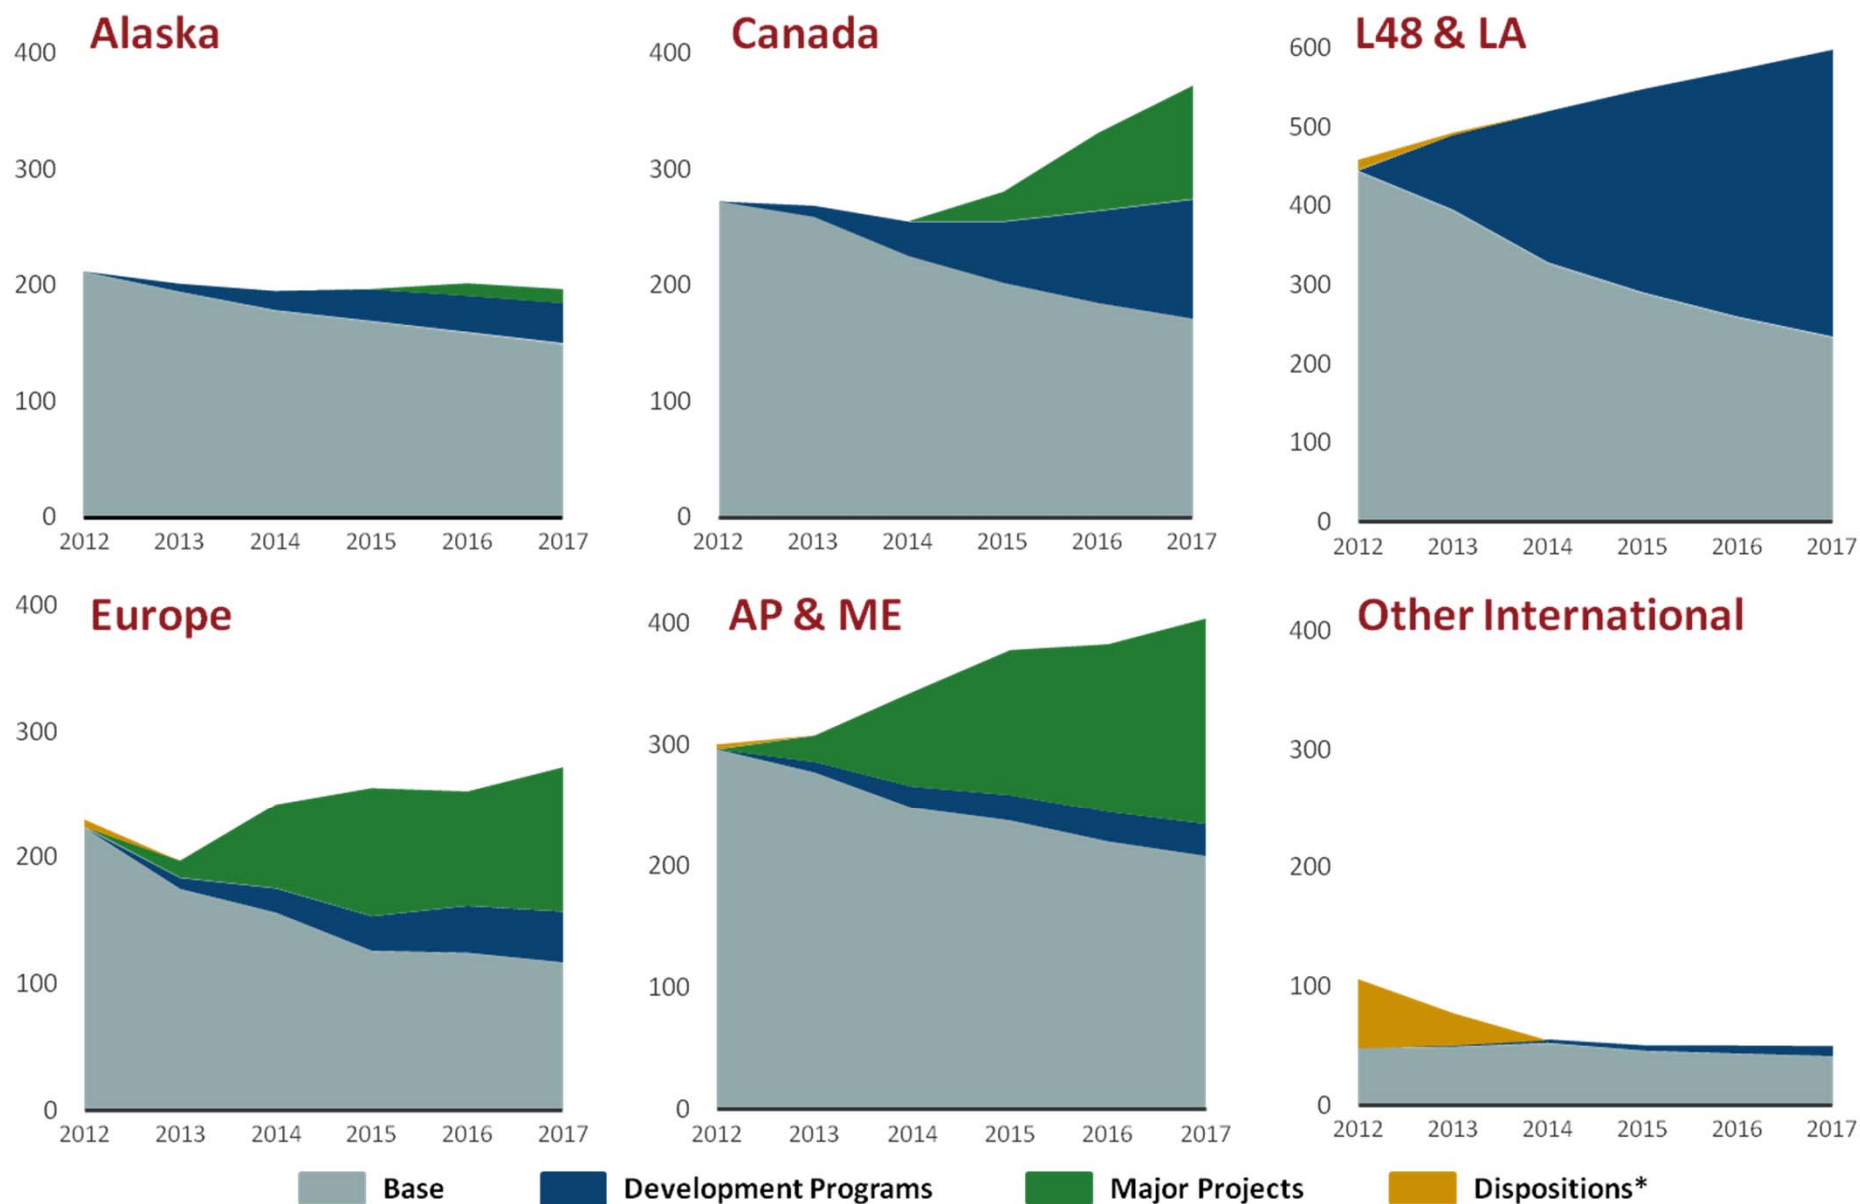 Alaska
400
300
200
100
0
2012 2013 2014 2015 2016 2017
Canada
400
300
200
100
0
2012 2013 2014 2015 2016 2017
L48 & LA
600
500
400
300
200
100
0
2012 2013 2014 2015 2016 2017
Europe
400
300
200
100
0
2012 2013 2014 2015 2016 2017
AP & ME
400
300
200
100
0
2012 2013 2014 2015 2016 2017
Other International
400
300
200
100
0
2012 2013 2014 2015 2016 2017
Base Development Programs Major Projects Dispositions*